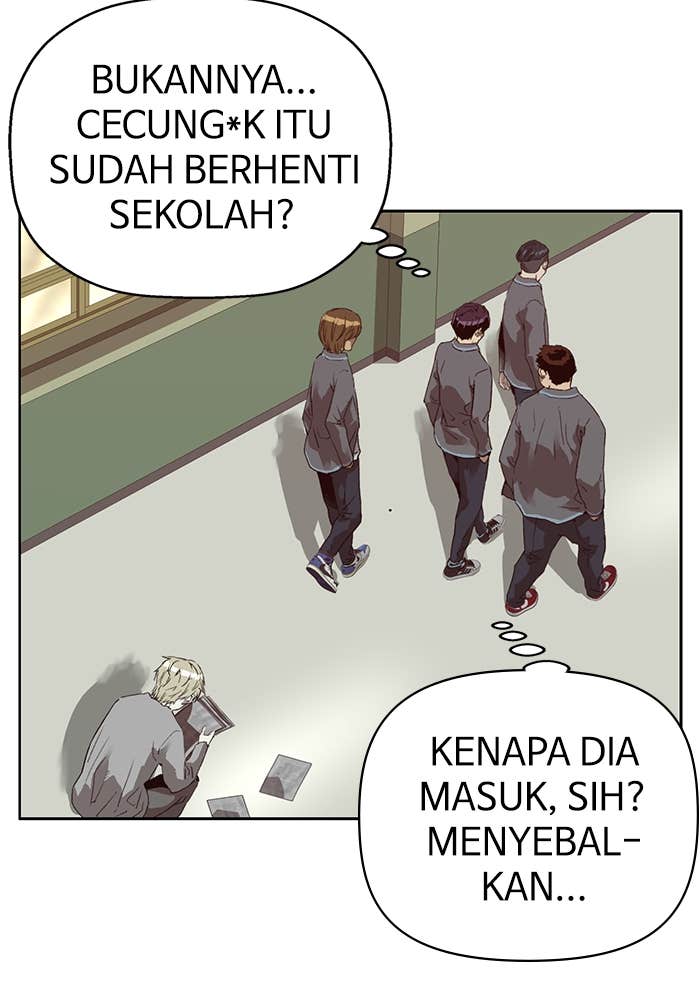 BUKANNYA...
CECUNG*K ITU
SUDAH BERHENTI
SEKOLAH?
KENAPA DIA
MASUK, SIH?
MENYEBAL-
KAN...